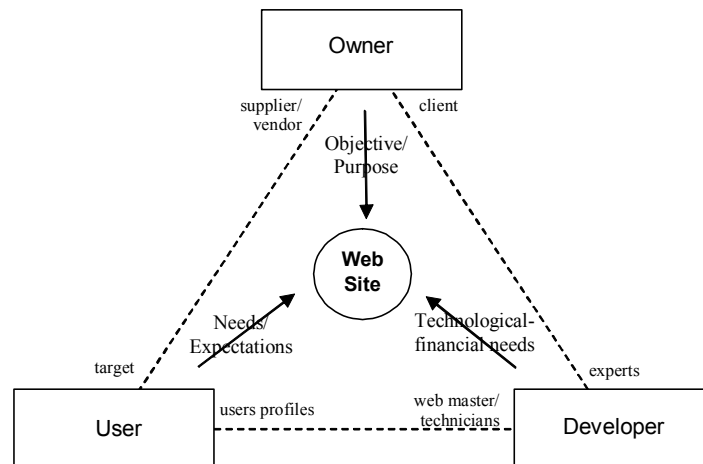 Owner
supplier/
vendor
client
Objective/
Purpose
Web
Site
Needs/
Expectations
Technological-
financial needs
target
experts
User
users profiles
web master/
technicians
Developer